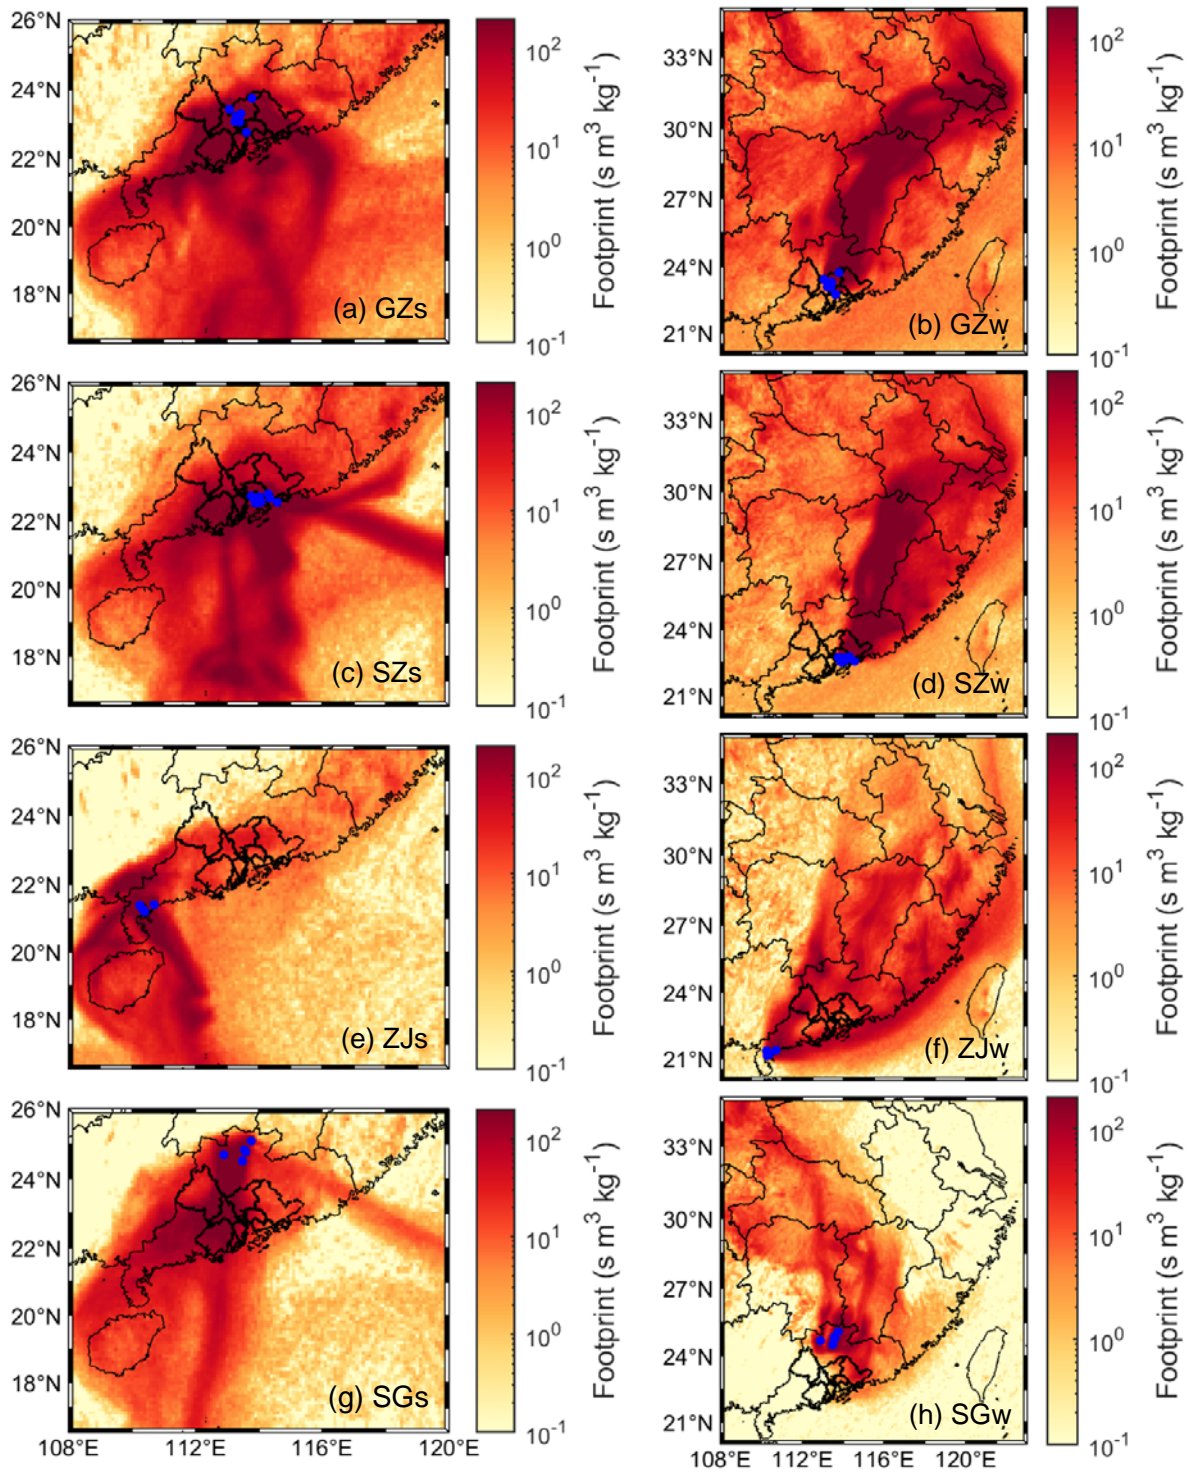 26°N
24°N
22°N
20°N
18°N
(a) GZs
10²
10¹
10⁰
10⁻¹
Footprint (s m³ kg⁻¹)
33°N
30°N
27°N
24°N
21°N
(b) GZw
10²
10¹
10⁰
10⁻¹
Footprint (s m³ kg⁻¹)
26°N
24°N
22°N
20°N
18°N
(c) SZs
10²
10¹
10⁰
10⁻¹
Footprint (s m³ kg⁻¹)
33°N
30°N
27°N
24°N
21°N
(d) SZw
10²
10¹
10⁰
10⁻¹
Footprint (s m³ kg⁻¹)
26°N
24°N
22°N
20°N
18°N
(e) ZJs
10²
10¹
10⁰
10⁻¹
Footprint (s m³ kg⁻¹)
33°N
30°N
27°N
24°N
21°N
(f) ZJw
10²
10¹
10⁰
10⁻¹
Footprint (s m³ kg⁻¹)
26°N
24°N
22°N
20°N
18°N
(g) SGs
108°E 112°E 116°E 120°E
10²
10¹
10⁰
10⁻¹
Footprint (s m³ kg⁻¹)
33°N
30°N
27°N
24°N
21°N
(h) SGw
108°E 112°E 116°E 120°E
10²
10¹
10⁰
10⁻¹
Footprint (s m³ kg⁻¹)